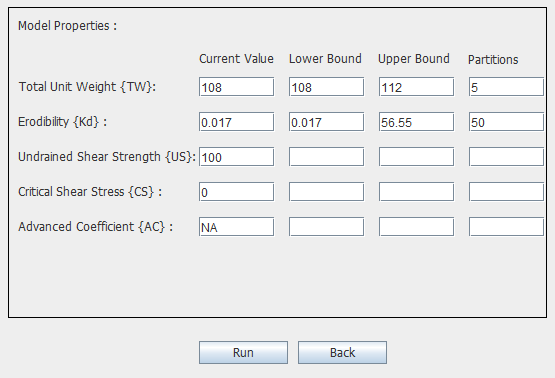 Model Properties :
Current Value Lower Bound Upper Bound Partitions
Total Unit Weight {TW}: 108 108 112 5
Erodibility {Kd} : 0.017 0.017 56.55 50
Undrained Shear Strength {US}: 100
Critical Shear Stress {CS} : 0
Advanced Coefficient {AC} : NA
Run Back